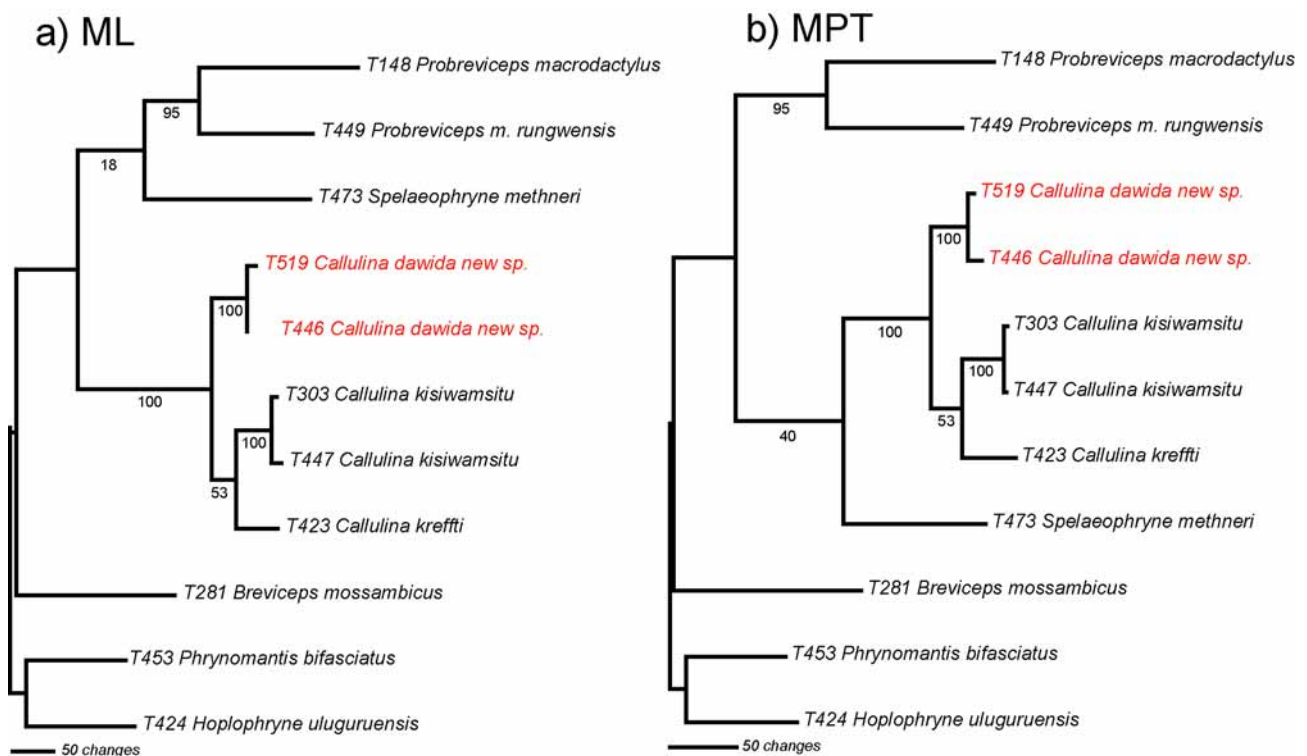 a) ML
T148 Probreviceps macrodactylus
95
T449 Probreviceps m. rungwensis
18
T473 Spelaeophryne methneri
T519 Callulina dawida new sp.
100
T446 Callulina dawida new sp.
T303 Callulina kisiwamsitu
100
100
T447 Callulina kisiwamsitu
53
T423 Callulina kreffti
T281 Breviceps mossambicus
T453 Phrynomantis bifasciatus
T424 Hoplophryne uluguruensis
50 changes
b) MPT
T148 Probreviceps macrodactylus
95
T449 Probreviceps m. rungwensis
T519 Callulina dawida new sp.
100
T446 Callulina dawida new sp.
T303 Callulina kisiwamsitu
100
100
T447 Callulina kisiwamsitu
53
40
T423 Callulina kreffti
T473 Spelaeophryne methneri
T281 Breviceps mossambicus
T453 Phrynomantis bifasciatus
T424 Hoplophryne uluguruensis
50 changes